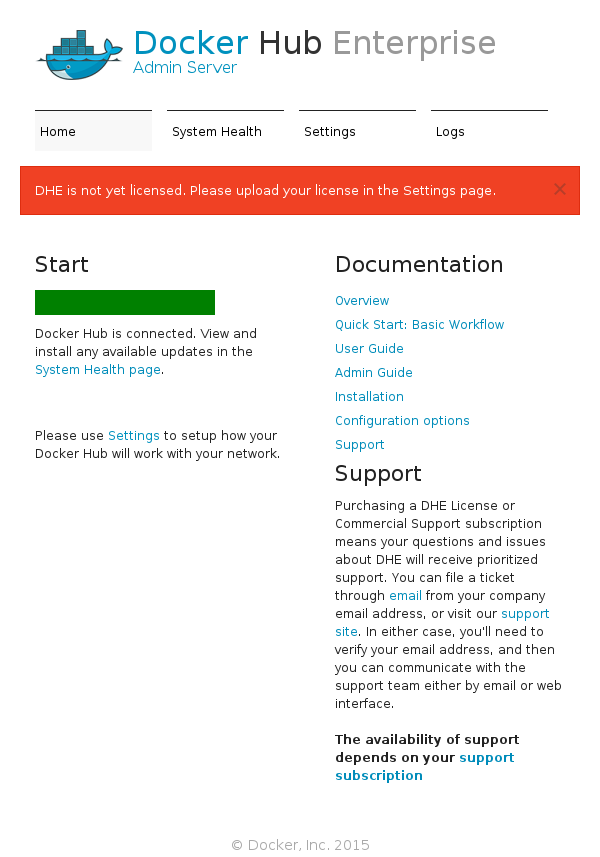 Docker Hub Enterprise
Admin Server
Home
System Health
Settings
Logs
DHE is not yet licensed. Please upload your license in the Settings page.
×
Start
Docker Hub is connected. View and
install any available updates in the
System Health page.
Please use Settings to setup how your
Docker Hub will work with your network.
Documentation
Overview
Quick Start: Basic Workflow
User Guide
Admin Guide
Installation
Configuration options
Support
Support
Purchasing a DHE License or
Commercial Support subscription
means your questions and issues
about DHE will receive prioritized
support. You can file a ticket
through email from your company
email address, or visit our support
site. In either case, you'll need to
verify your email address, and then
you can communicate with the
support team either by email or web
interface.
The availability of support
depends on your support
subscription
© Docker, Inc. 2015